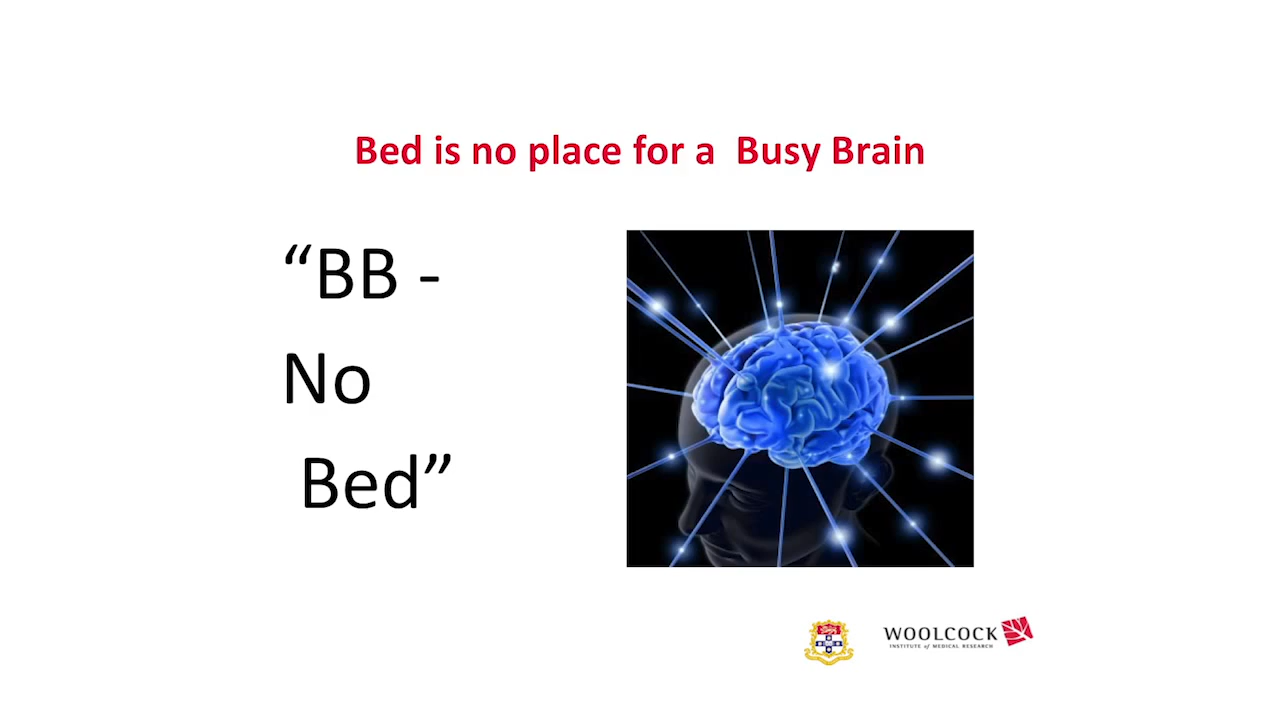 Bed is no place for a Busy Brain
“BB -
No
Bed”
WOOLCOCK
INSTITUTE of MEDICAL RESEARCH